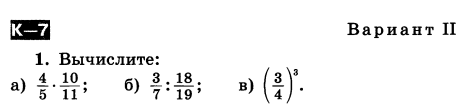 К—7 Вариант II
1. Вычислите:
а) 4/5 · 10/11; б) 3/7 : 18/19; в) (3/4)³.